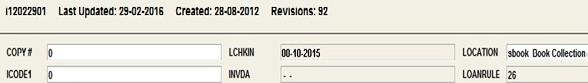 i12022901 Last Updated: 29-02-2016 Created: 28-08-2012 Revisions: 92
COPY # 0 LCHKIN 00-10-2015 LOCATION sbook Book Collection
ICODE1 0 INVDA - - LOANRULE 26